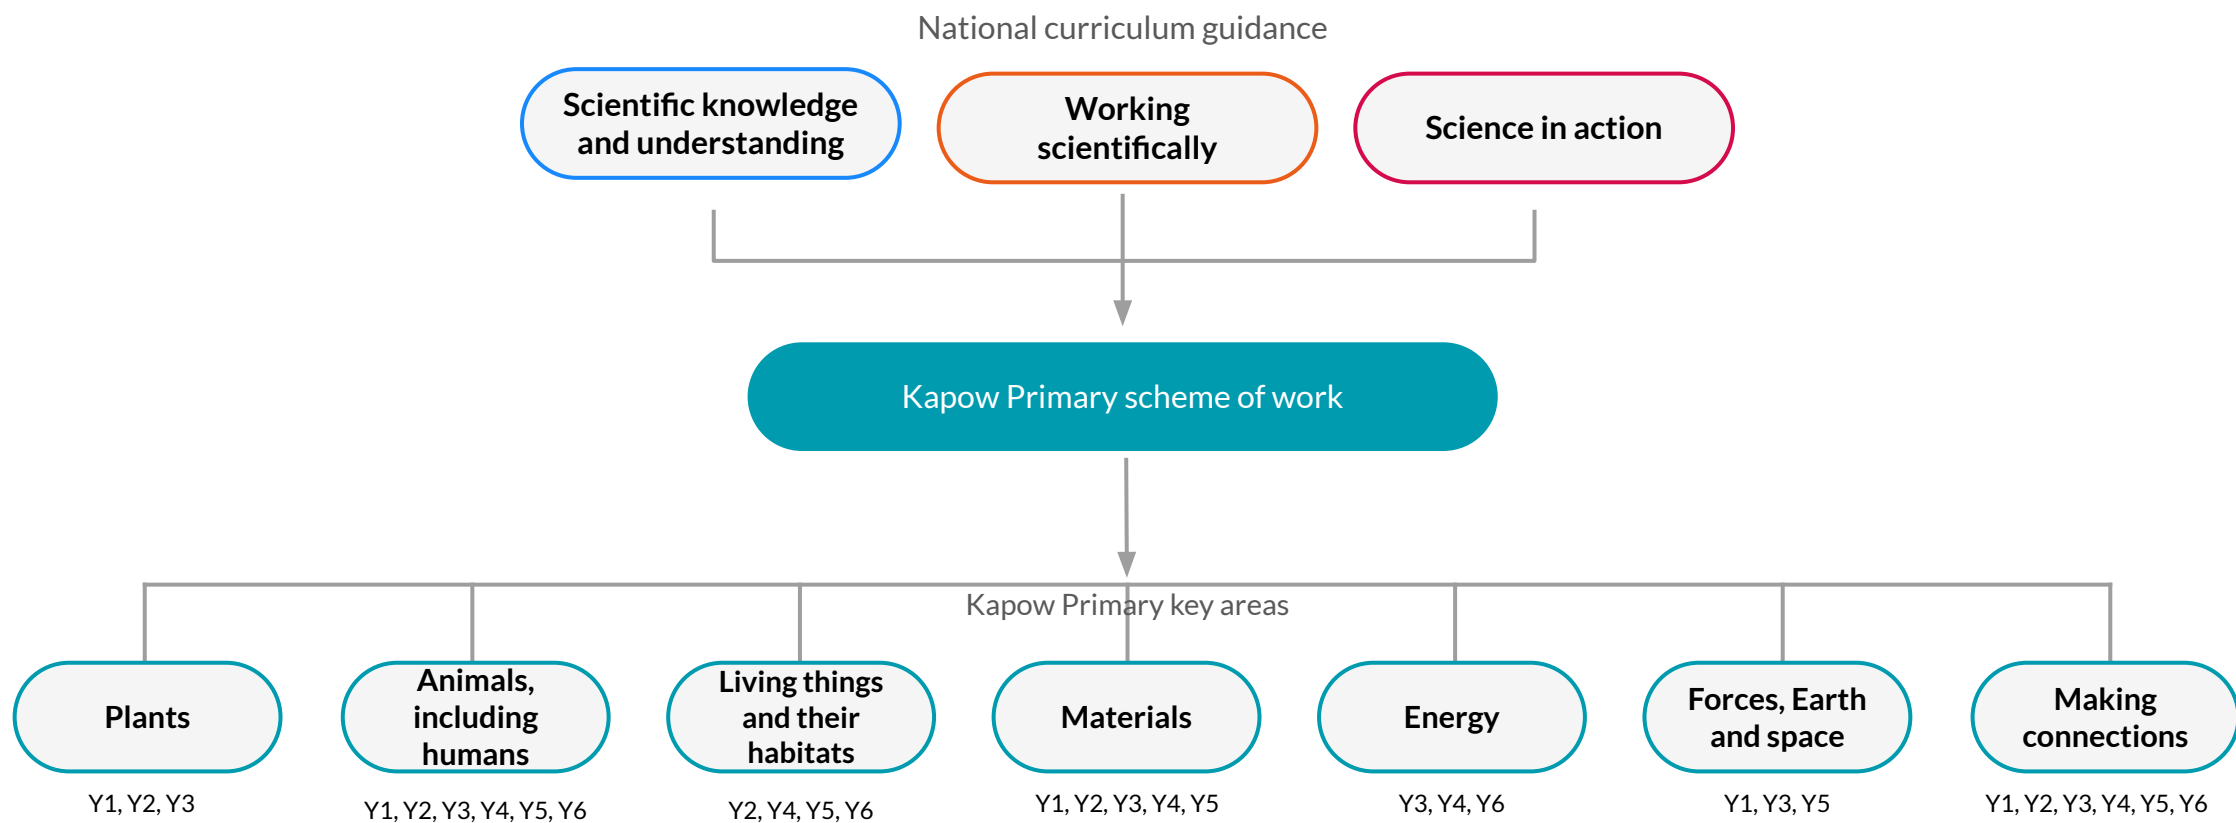 National curriculum guidance
Scientific knowledge
and understanding
Working
scientifically
Science in action
Kapow Primary scheme of work
Kapow Primary key areas
Plants
Animals,
including
humans
Living things
and their
habitats
Materials
Energy
Forces, Earth
and space
Making
connections
Y1, Y2, Y3
Y1, Y2, Y3, Y4, Y5, Y6
Y2, Y4, Y5, Y6
Y1, Y2, Y3, Y4, Y5
Y3, Y4, Y6
Y1, Y3, Y5
Y1, Y2, Y3, Y4, Y5, Y6